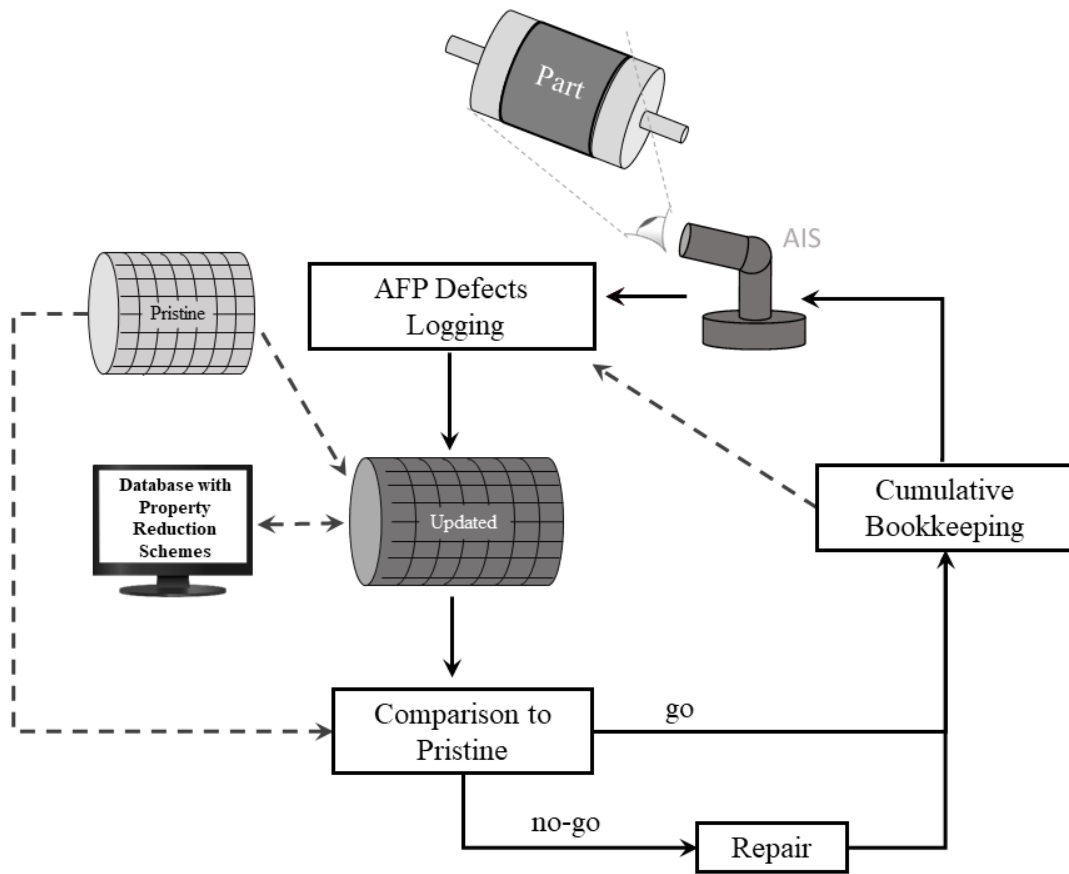 Part
AIS
AFP Defects
Logging
Pristine
Database with
Property
Reduction
Schemes
Updated
Cumulative
Bookkeeping
Comparison to
Pristine
go
no-go
Repair